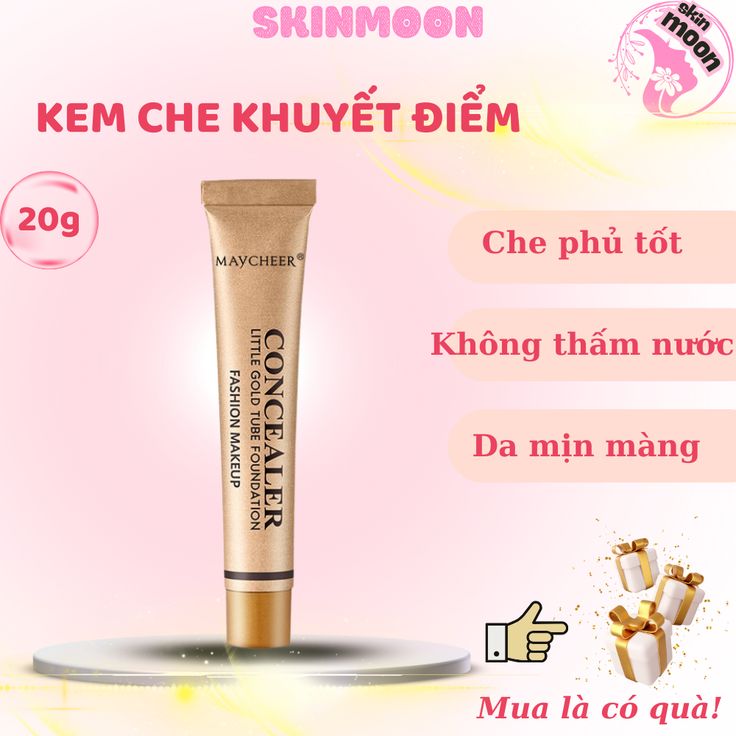 SKINMOON
skin
moon
KEM CHE KHUYẾT ĐIỂM
20g
MAYCHEER®
CONCEALER
LITTLE GOLD TUBE FOUNDATION
FASHION MAKEUP
Che phủ tốt
Không thấm nước
Da mịn màng
Mua là có quà!